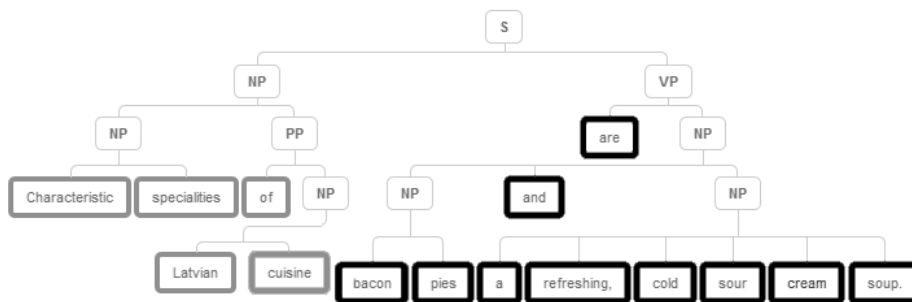 S
NP VP
NP PP are NP
Characteristic specialities of NP NP and NP
Latvian cuisine bacon pies a refreshing, cold sour cream soup.